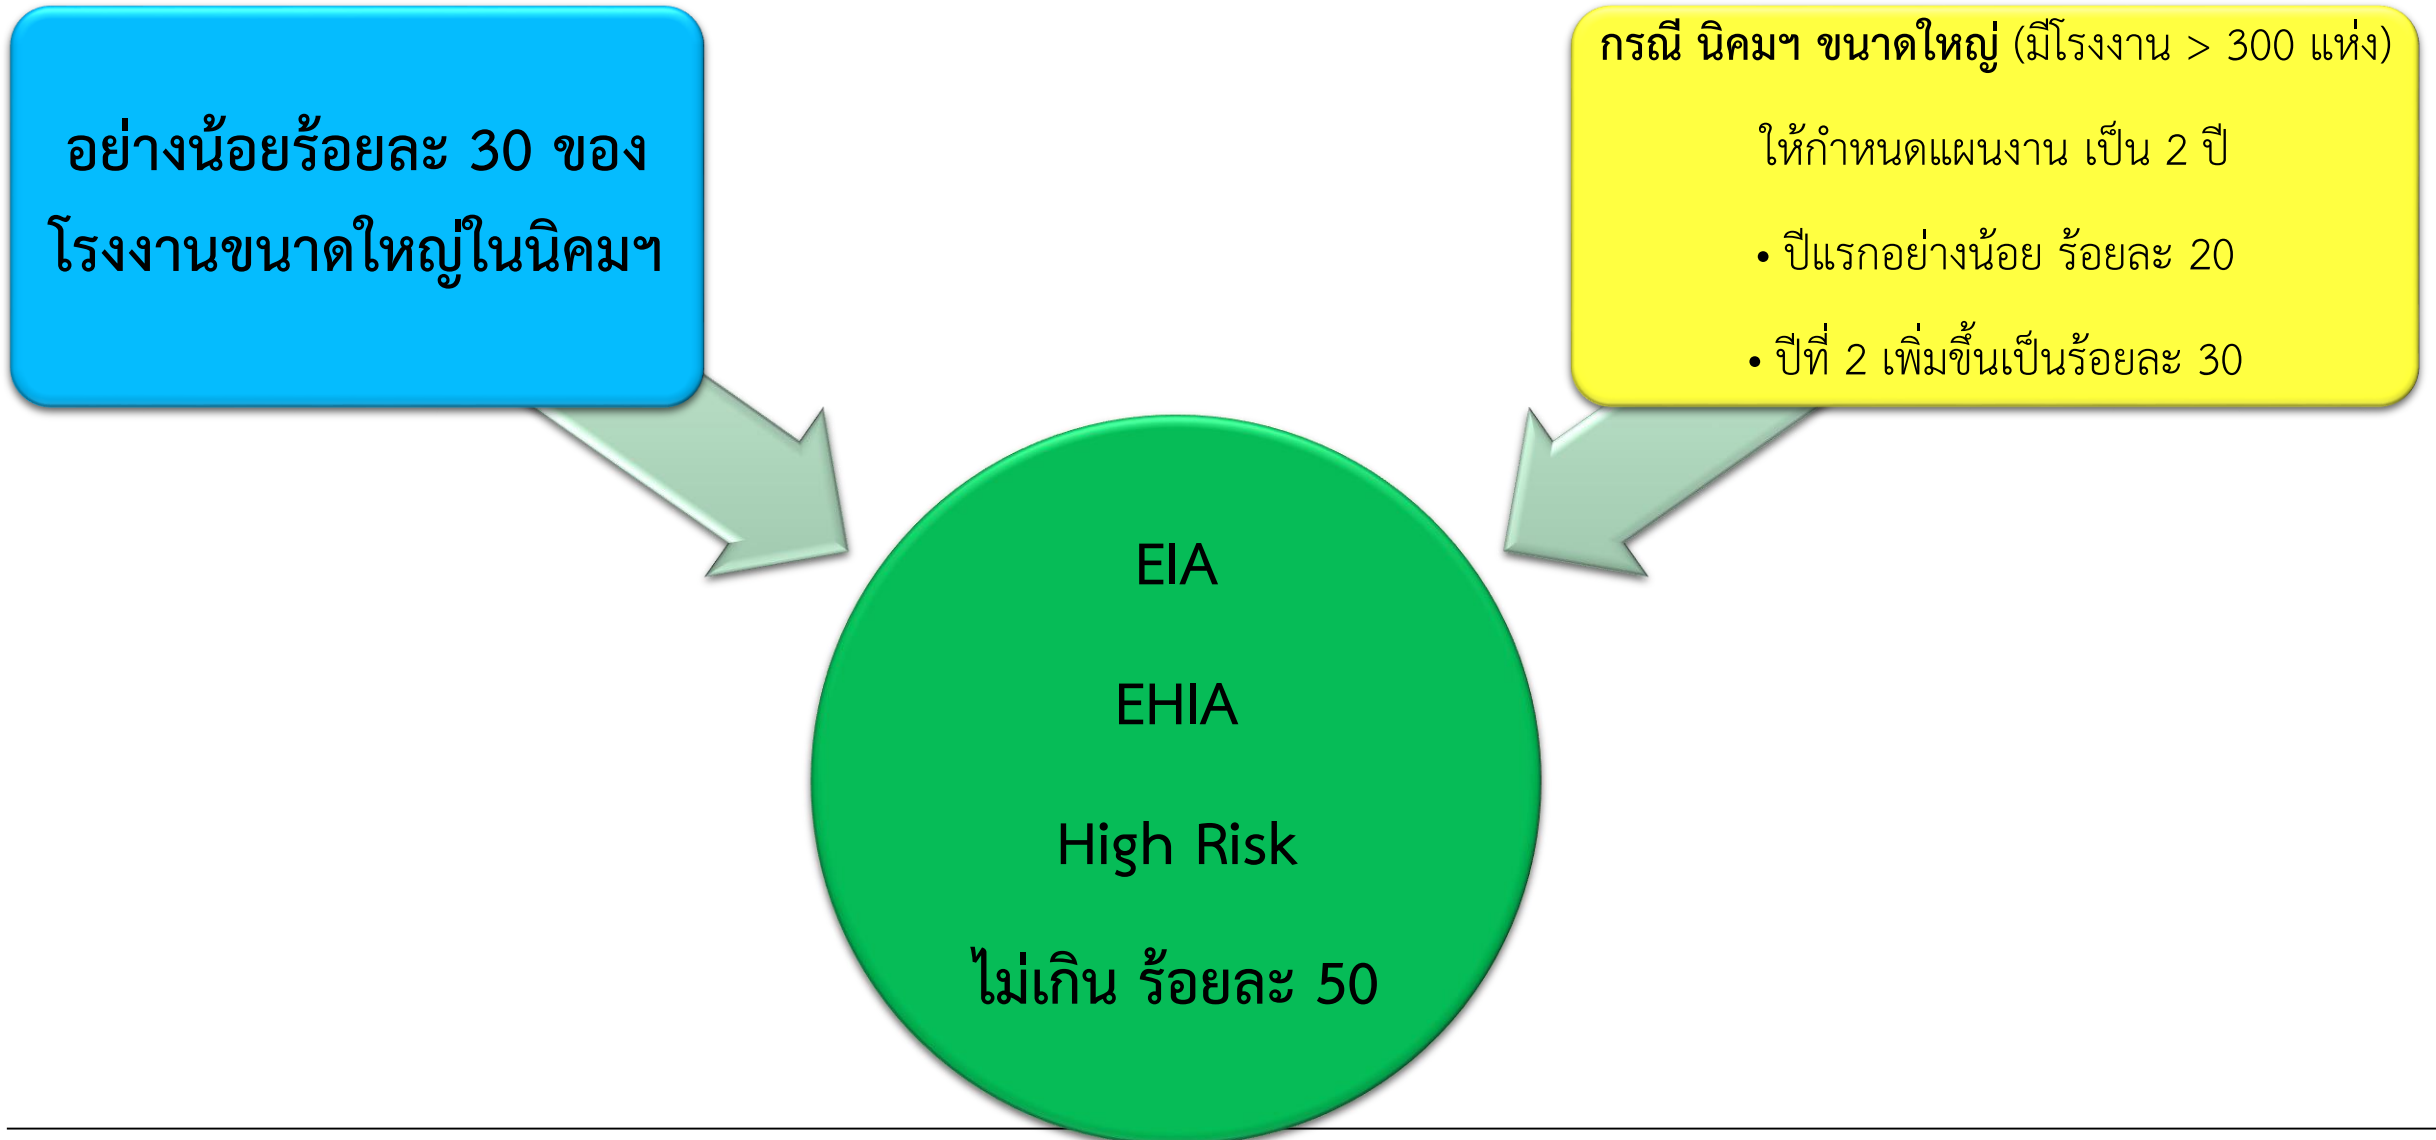 อย่างน้อยร้อยละ 30 ของ
โรงงานขนาดใหญ่ในนิคมฯ
กรณี นิคมฯ ขนาดใหญ่ (มีโรงงาน > 300 แห่ง)
ให้กำหนดแผนงาน เป็น 2 ปี
• ปีแรกอย่างน้อย ร้อยละ 20
• ปีที่ 2 เพิ่มขึ้นเป็นร้อยละ 30
EIA
EHIA
High Risk
ไม่เกิน ร้อยละ 50